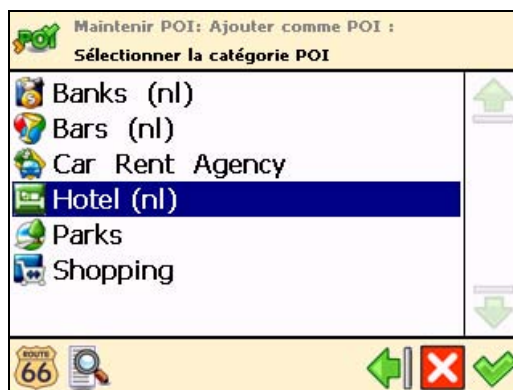 POI
Maintenir POI: Ajouter comme POI :
Sélectionner la catégorie POI
Banks (nl)
Bars (nl)
Car Rent Agency
Hotel (nl)
Parks
Shopping
ROUTE
66